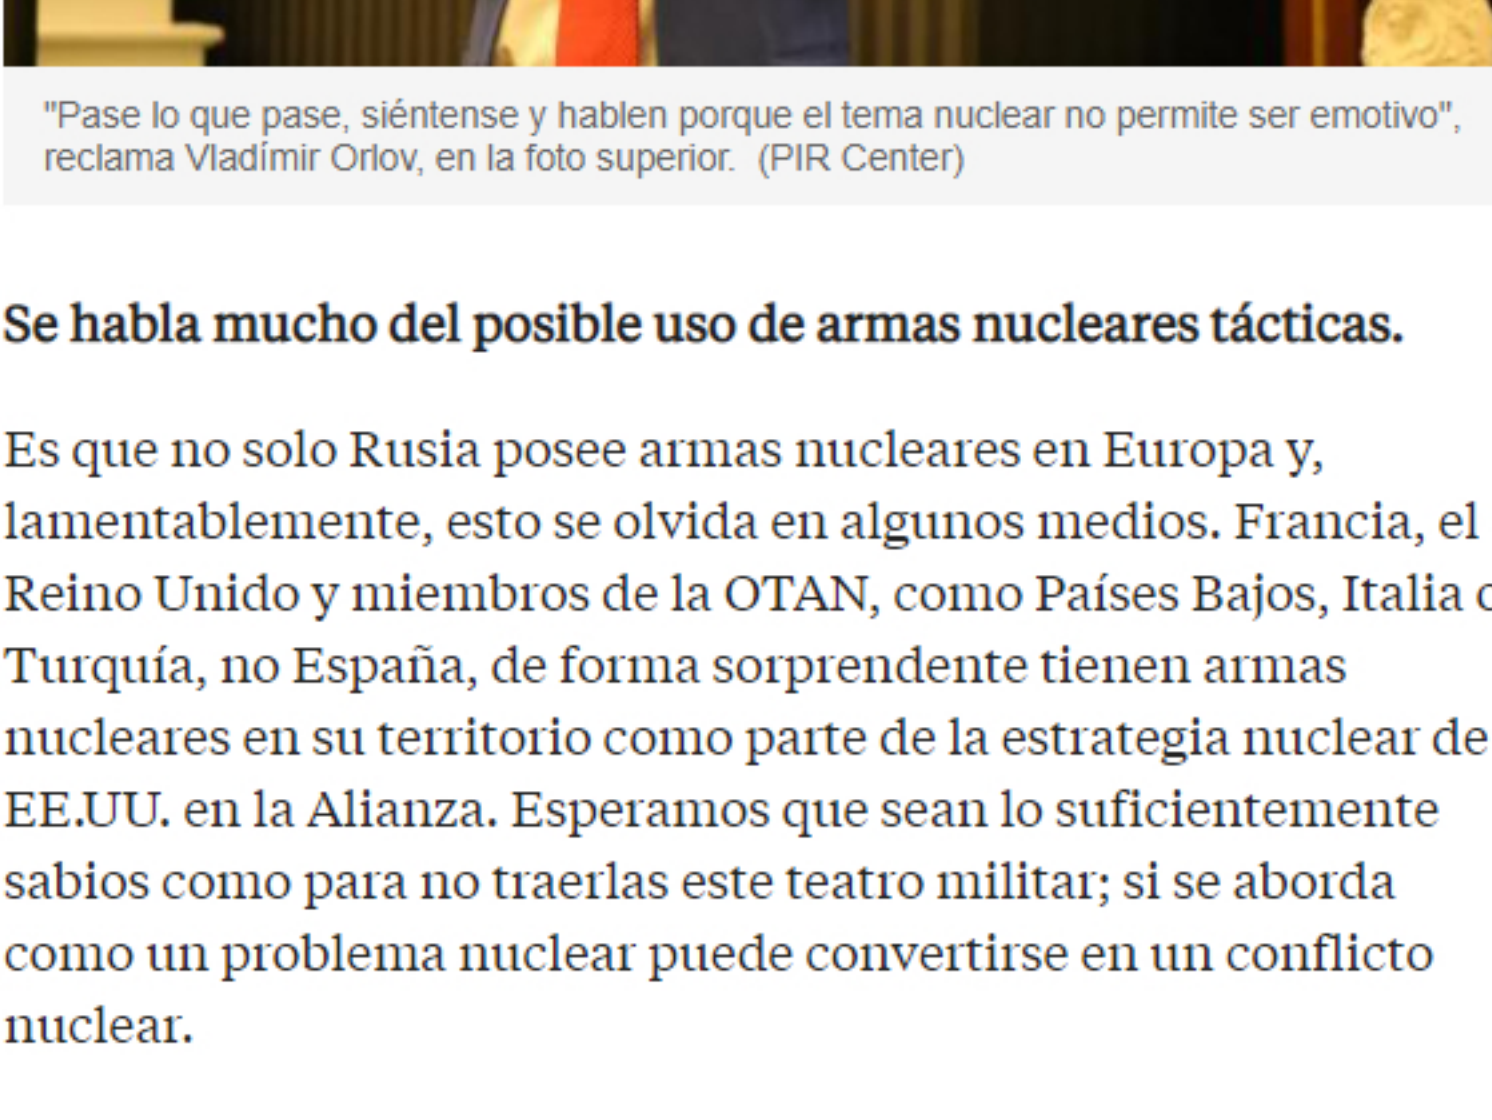 "Pase lo que pase, siéntense y hablen porque el tema nuclear no permite ser emotivo",
reclama Vladímir Orlov, en la foto superior. (PIR Center)
Se habla mucho del posible uso de armas nucleares tácticas.
Es que no solo Rusia posee armas nucleares en Europa y,
lamentablemente, esto se olvida en algunos medios. Francia, el
Reino Unido y miembros de la OTAN, como Países Bajos, Italia o
Turquía, no España, de forma sorprendente tienen armas
nucleares en su territorio como parte de la estrategia nuclear de
EE.UU. en la Alianza. Esperamos que sean lo suficientemente
sabios como para no traerlas este teatro militar; si se aborda
como un problema nuclear puede convertirse en un conflicto
nuclear.